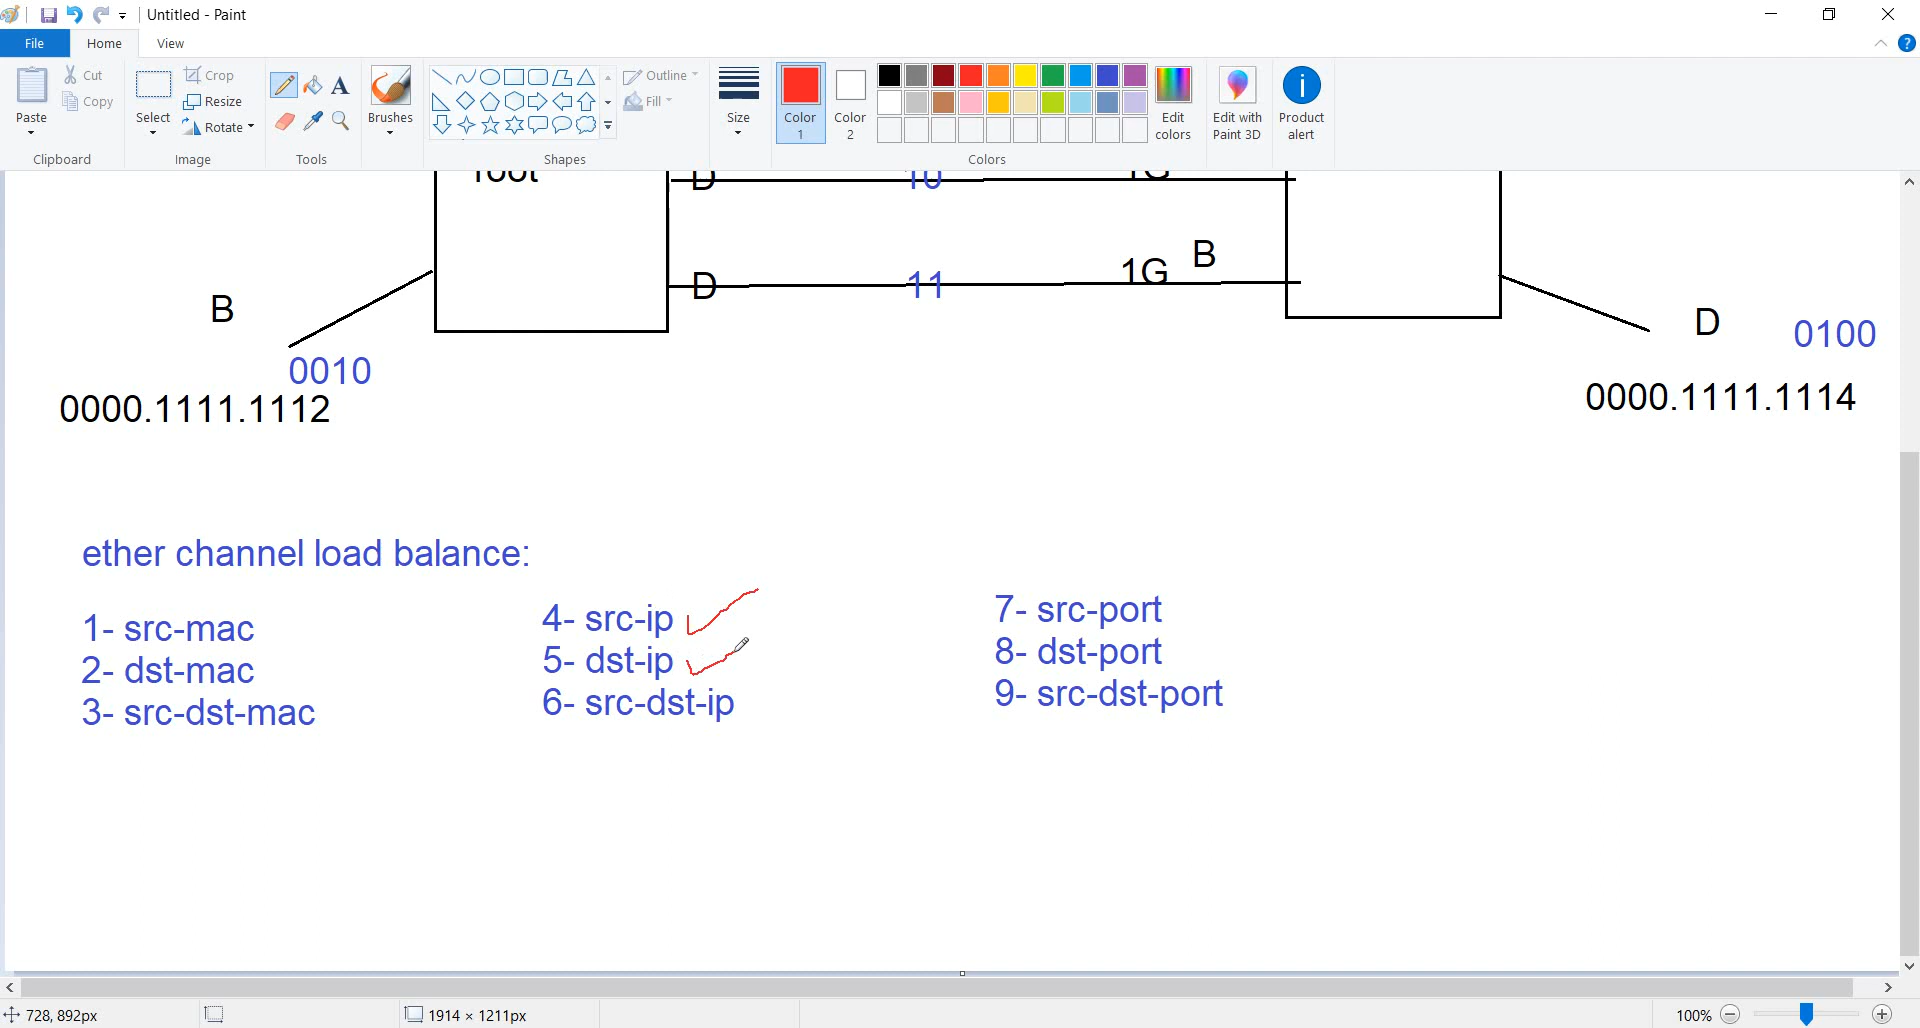 Untitled - Paint
File
Home
View
Paste
Cut
Copy
Clipboard
Select
Crop
Resize
Rotate
Image
Tools
Brushes
Shapes
Outline
Fill
Size
Color 1
Color 2
Edit colors
Colors
Edit with Paint 3D
Product alert
root
D
10
1G
D
11
1G
B
B
0010
0000.1111.1112
D
0100
0000.1111.1114
ether channel load balance:
1- src-mac
2- dst-mac
3- src-dst-mac
4- src-ip
5- dst-ip
6- src-dst-ip
7- src-port
8- dst-port
9- src-dst-port
728, 892px
1914 × 1211px
100%